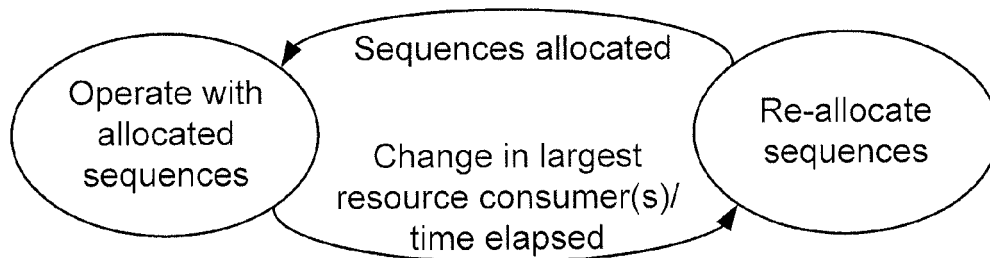 Sequences allocated
Operate with
allocated
sequences
Re-allocate
sequences
Change in largest
resource consumer(s)/
time elapsed